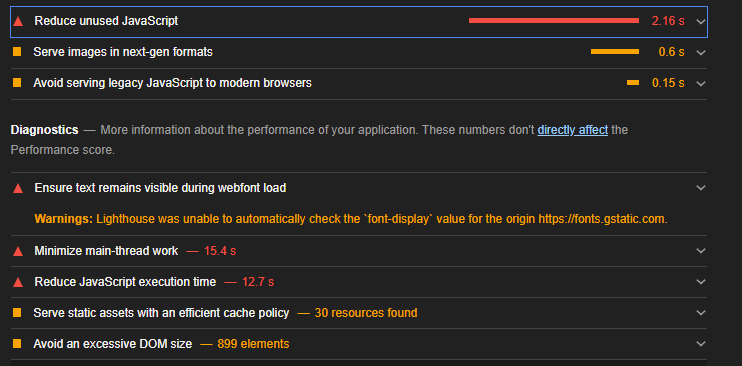 Reduce unused JavaScript 2.16 s
Serve images in next-gen formats 0.6 s
Avoid serving legacy JavaScript to modern browsers 0.15 s
Diagnostics — More information about the performance of your application. These numbers don't directly affect the
Performance score.
Ensure text remains visible during webfont load
Warnings: Lighthouse was unable to automatically check the `font-display` value for the origin https://fonts.gstatic.com.
Minimize main-thread work — 15.4 s
Reduce JavaScript execution time — 12.7 s
Serve static assets with an efficient cache policy — 30 resources found
Avoid an excessive DOM size — 899 elements